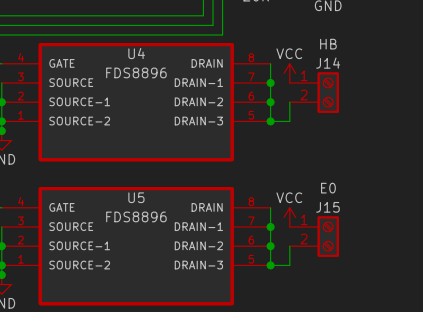 GND
U4
FDS8896
4 GATE DRAIN 8
3 SOURCE DRAIN-1 7
2 SOURCE-1 DRAIN-2 6
1 SOURCE-2 DRAIN-3 5
VCC
HB
J14
1
2
ND
U5
FDS8896
4 GATE DRAIN 8
3 SOURCE DRAIN-1 7
2 SOURCE-1 DRAIN-2 6
1 SOURCE-2 DRAIN-3 5
VCC
E0
J15
1
2
ND